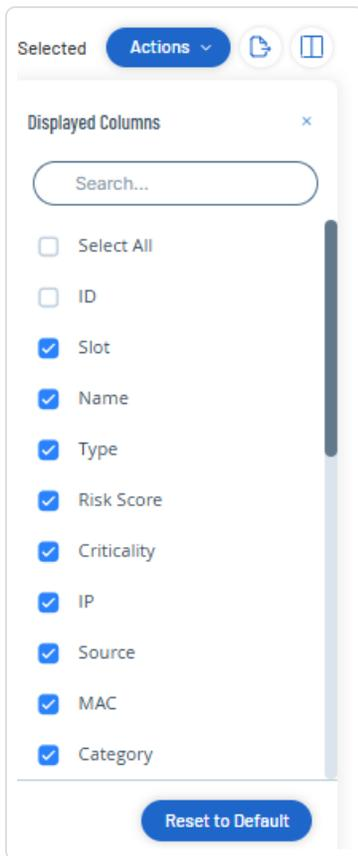 Selected Actions
Displayed Columns
Search...
Select All
ID
Slot
Name
Type
Risk Score
Criticality
IP
Source
MAC
Category
Reset to Default